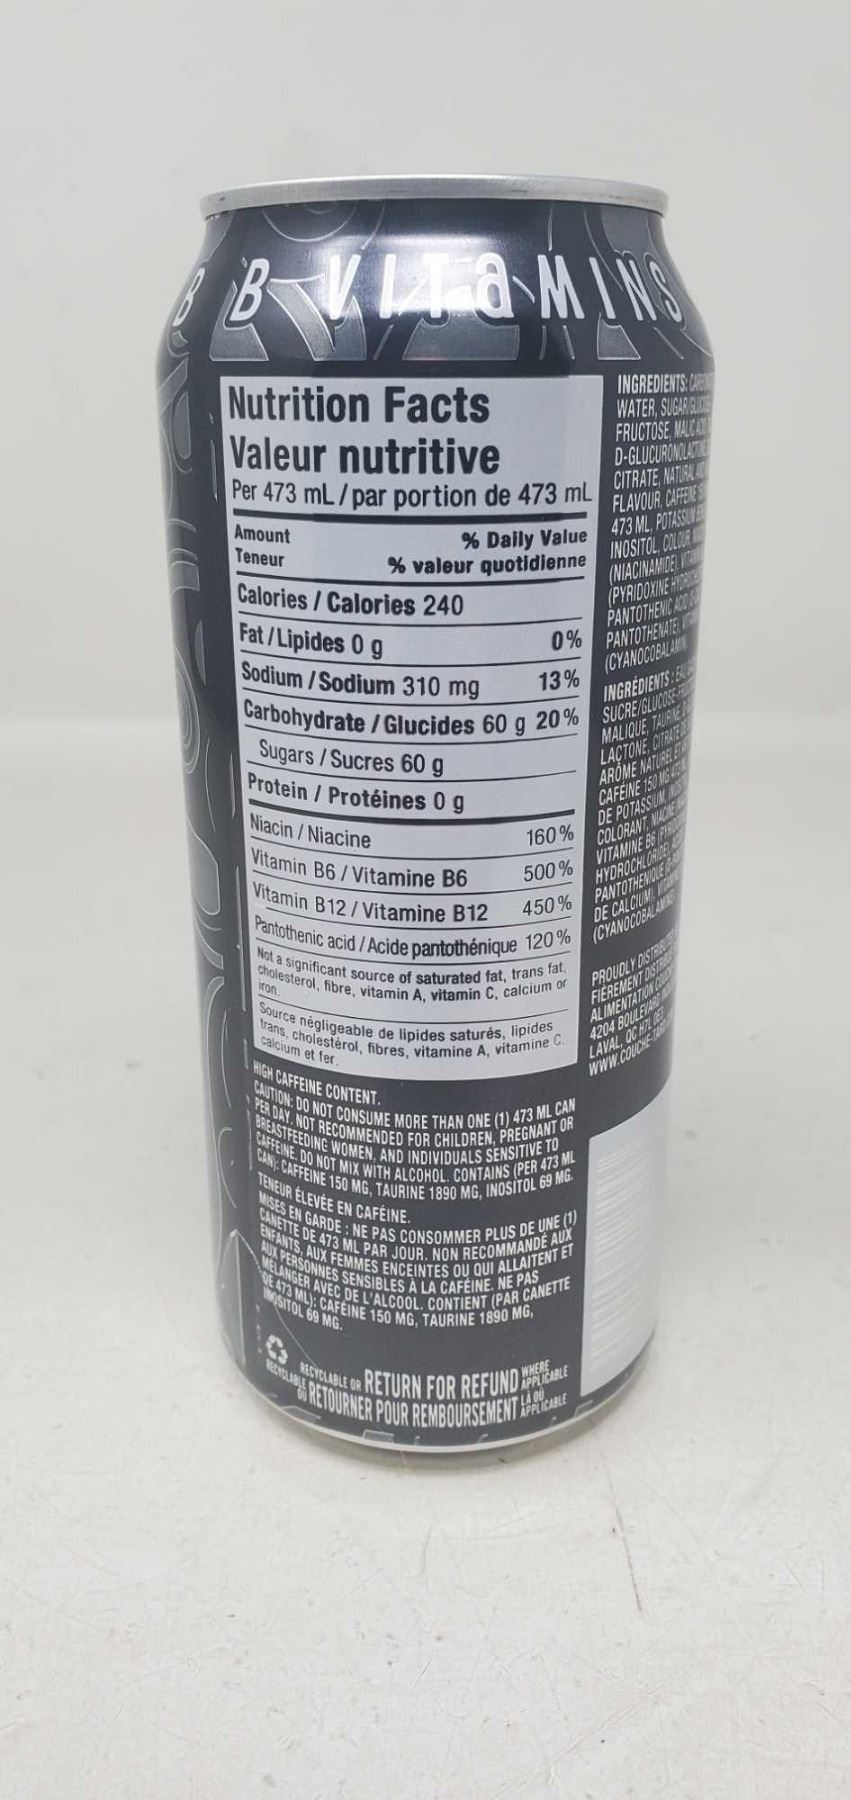 B B VITaMINS
Nutrition Facts
Valeur nutritive
Per 473 mL / par portion de 473 mL
Amount % Daily Value
Teneur % valeur quotidienne
Calories / Calories 240
Fat / Lipides 0 g 0%
Sodium / Sodium 310 mg 13%
Carbohydrate / Glucides 60 g 20%
Sugars / Sucres 60 g
Protein / Protéines 0 g
Niacin / Niacine 160%
Vitamin B6 / Vitamine B6 500%
Vitamin B12 / Vitamine B12 450%
Pantothenic acid / Acide pantothénique 120%
Not a significant source of saturated fat, trans fat,
cholesterol, fibre, vitamin A, vitamin C, calcium or
iron.
Source négligeable de lipides saturés, lipides
trans, cholestérol, fibres, vitamine A, vitamine C,
calcium et fer.
HIGH CAFFEINE CONTENT.
CAUTION: DO NOT CONSUME MORE THAN ONE (1) 473 ML CAN
PER DAY. NOT RECOMMENDED FOR CHILDREN, PREGNANT OR
BREASTFEEDING WOMEN, AND INDIVIDUALS SENSITIVE TO
CAFFEINE. DO NOT MIX WITH ALCOHOL. CONTAINS (PER 473 ML
CAN): CAFFEINE 150 MG, TAURINE 1890 MG, INOSITOL 69 MG.
TENEUR ÉLEVÉE EN CAFÉINE.
MISES EN GARDE : NE PAS CONSOMMER PLUS DE UNE (1)
CANETTE DE 473 ML PAR JOUR. NON RECOMMANDÉ AUX
ENFANTS, AUX FEMMES ENCEINTES OU QUI ALLAITENT ET
AUX PERSONNES SENSIBLES À LA CAFÉINE. NE PAS
MÉLANGER AVEC DE L'ALCOOL. CONTIENT (PAR CANETTE
DE 473 ML): CAFÉINE 150 MG, TAURINE 1890 MG,
INOSITOL 69 MG.
RECYCLABLE OR RETURN FOR REFUND WHERE APPLICABLE
RECYCLABLE OU RETOURNER POUR REMBOURSEMENT LÀ OÙ APPLICABLE
INGREDIENTS:
WATER,
FRUCTOSE, MALIC
D-GLUCURONOLACTONE
CITRATE, NATURAL
FLAVOUR, CAFFEINE
473 ML, POTASSIUM
INOSITOL, COLOUR,
(NIACINAMIDE),
(PYRIDOXINE
PANTOTHENIC
PANTOTHENATE),
(CYANOCOBALAMIN)
INGRÉDIENTS :
SUCRE/GLUCOSE
MALIQUE, TAURINE
LACTONE, CITRATE
ARÔME NATUREL
CAFÉINE 150 MG
DE POTASSIUM,
COLORANT,
VITAMINE B6
HYDROCHLORIDE),
PANTOTHÉNIQUE
DE CALCIUM),
(CYANOCOBALAMINE)
PROUDLY
FIÈREMENT
ALIMENTATION
4204 BOULEVARD
LAVAL, QC H7L
WWW.COUCHE-TARD